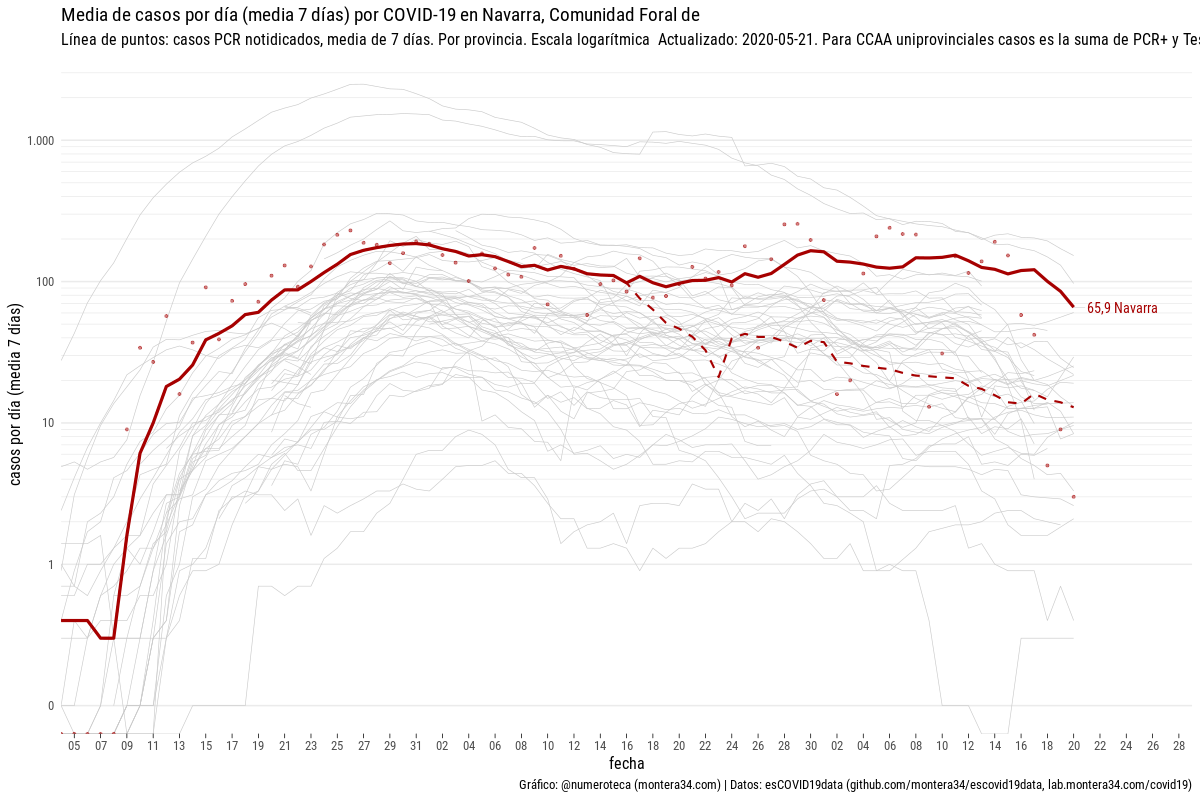 Media de casos por día (media 7 días) por COVID-19 en Navarra, Comunidad Foral de
Línea de puntos: casos PCR notidicados, media de 7 días. Por provincia. Escala logarítmica  Actualizado: 2020-05-21. Para CCAA uniprovinciales casos es la suma de PCR+ y Tes
1.000
100
10
1
0
casos por día (media 7 días)
65,9 Navarra
05 07 09 11 13 15 17 19 21 23 25 27 29 31 02 04 06 08 10 12 14 16 18 20 22 24 26 28 30 02 04 06 08 10 12 14 16 18 20 22 24 26 28
fecha
Gráfico: @numeroteca (montera34.com) | Datos: esCOVID19data (github.com/montera34/escovid19data, lab.montera34.com/covid19)